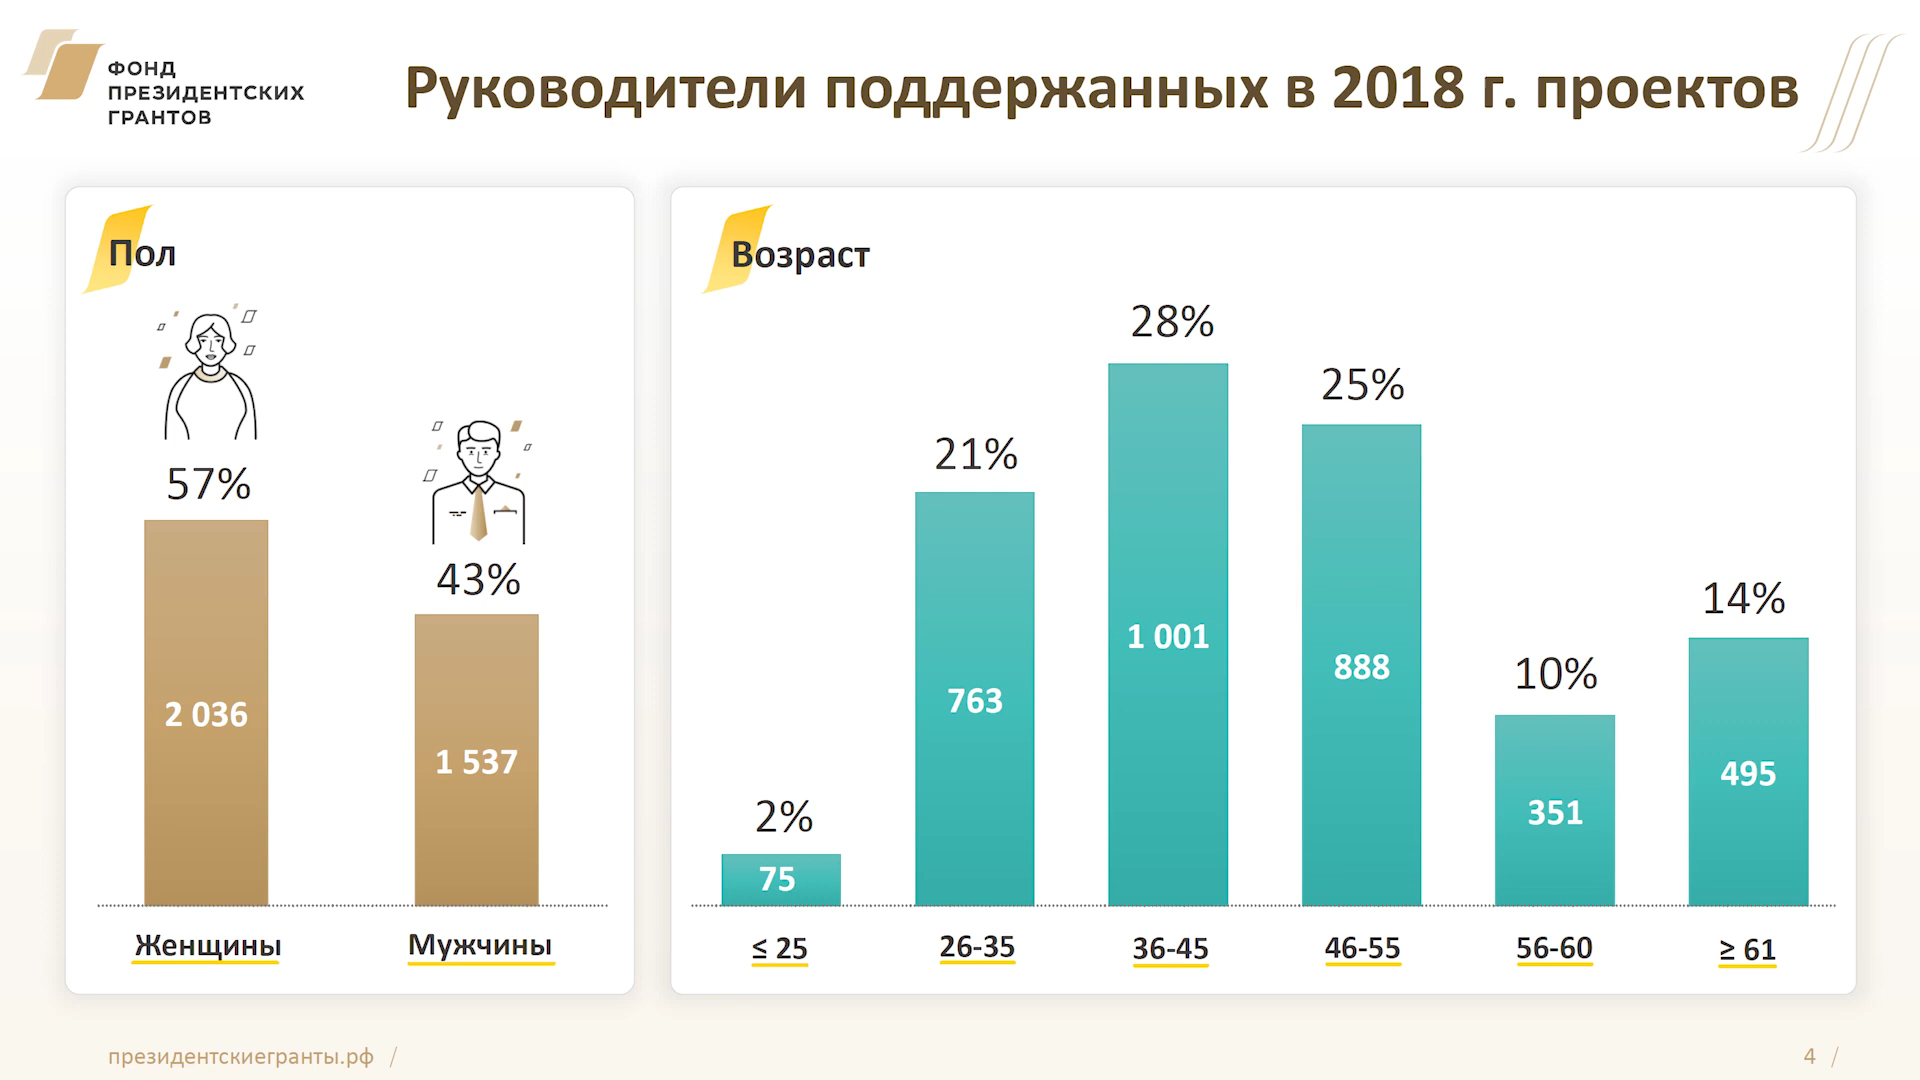 ФОНД
ПРЕЗИДЕНТСКИХ
ГРАНТОВ
Руководители поддержанных в 2018 г. проектов
Пол
57%
43%
2 036
1 537
Женщины
Мужчины
Возраст
28%
25%
21%
14%
10%
2%
1 001
888
763
495
351
75
≤ 25
26-35
36-45
46-55
56-60
≥ 61
президентскиегранты.рф /
4 /